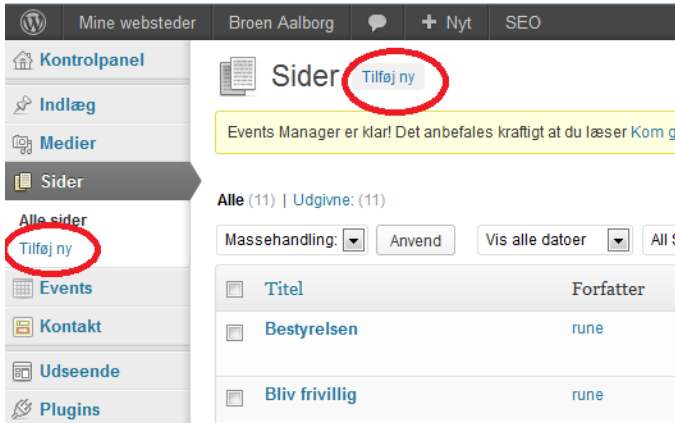 Mine websteder Broen Aalborg + Nyt SEO
Kontrolpanel
Indlæg
Medier
Sider
Alle sider
Tilføj ny
Events
Kontakt
Udseende
Plugins
Sider Tilføj ny
Events Manager er klar! Det anbefales kraftigt at du læser Kom g
Alle (11) | Udgivne: (11)
Massehandling: Anvend Vis alle datoer All S
Titel Forfatter
Bestyrelsen rune
Bliv frivillig rune